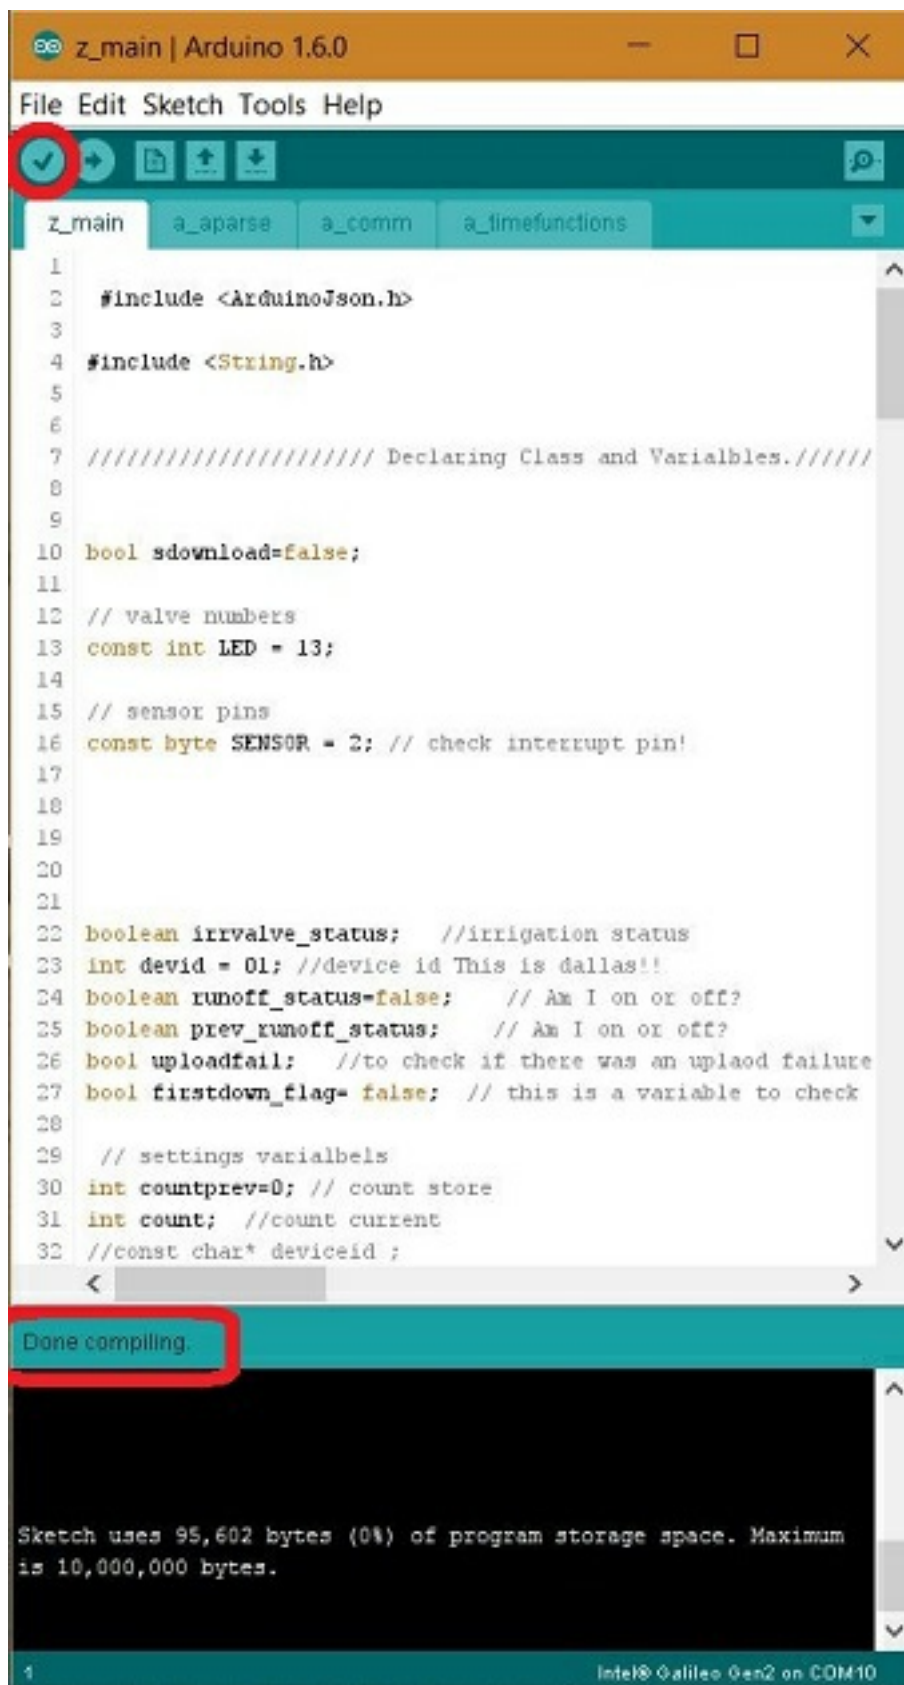 z_main | Arduino 1.6.0
File Edit Sketch Tools Help
z_main a_aparse a_comm a_timefunctions
1
2 #include <ArduinoJson.h>
3
4 #include <String.h>
5
6
7 ////////////////////// Declaring Class and Varialbles.//////
8
9
10 bool sdownload=false;
11
12 // valve numbers
13 const int LED = 13;
14
15 // sensor pins
16 const byte SENSOR = 2; // check interrupt pin!
17
18
19
20
21
22 boolean irrvalve_status; //irrigation status
23 int devid = 01; //device id This is dallas!!
24 boolean runoff_status=false; // Am I on or off?
25 boolean prev_runoff_status; // Am I on or off?
26 bool uploadfail; //to check if there was an uplaod failure
27 bool firstdown_flag= false; // this is a variable to check
28
29 // settings varialbels
30 int countprev=0; // count store
31 int count; //count current
32 //const char* deviceid ;
Done compiling.
Sketch uses 95,602 bytes (0%) of program storage space. Maximum
is 10,000,000 bytes.
1 Intel® Galileo Gen2 on COM10